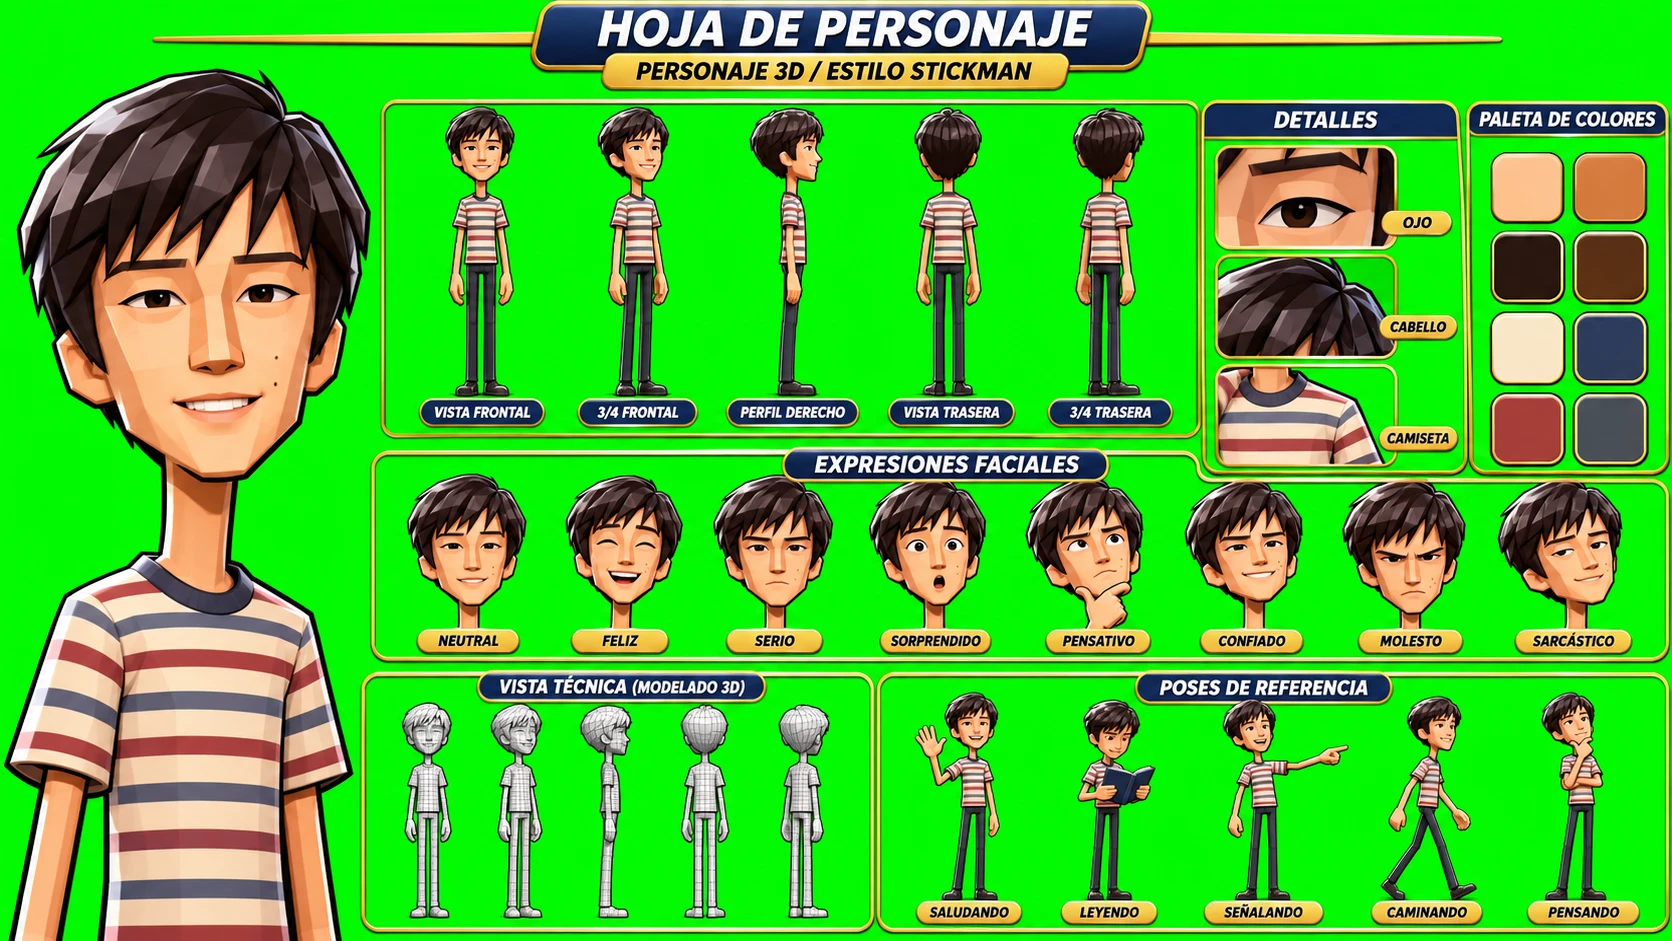 HOJA DE PERSONAJE
PERSONAJE 3D / ESTILO STICKMAN
VISTA FRONTAL
3/4 FRONTAL
PERFIL DERECHO
VISTA TRASERA
3/4 TRASERA
DETALLES
OJO
CABELLO
CAMISETA
PALETA DE COLORES
EXPRESIONES FACIALES
NEUTRAL
FELIZ
SERIO
SORPRENDIDO
PENSATIVO
CONFIADO
MOLESTO
SARCÁSTICO
VISTA TÉCNICA (MODELADO 3D)
POSES DE REFERENCIA
SALUDANDO
LEYENDO
SEÑALANDO
CAMINANDO
PENSANDO